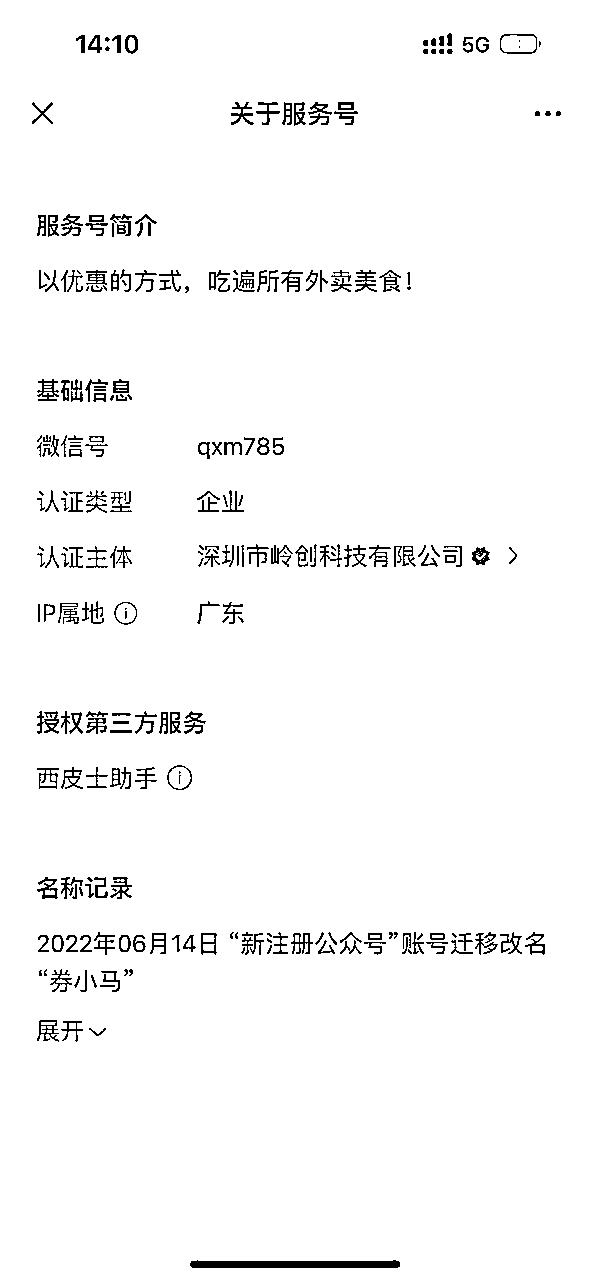 14:10
5G
关于服务号
服务号简介
以优惠的方式，吃遍所有外卖美食！
基础信息
微信号 qxm785
认证类型 企业
认证主体 深圳市岭创科技有限公司
IP属地 广东
授权第三方服务
西皮士助手
名称记录
2022年06月14日 “新注册公众号”账号迁移改名
“券小马”
展开